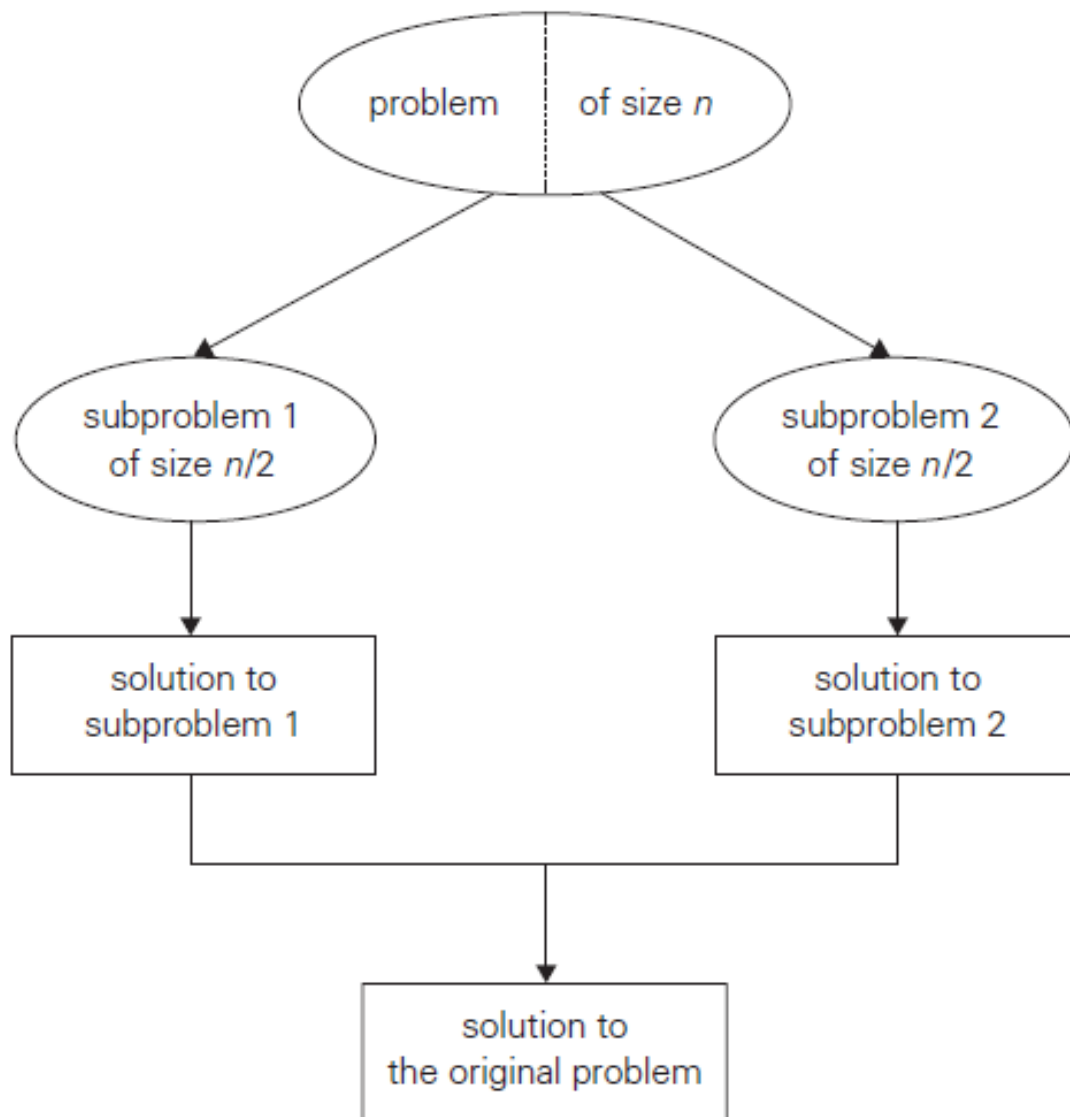 problem of size n
subproblem 1
of size n/2
subproblem 2
of size n/2
solution to
subproblem 1
solution to
subproblem 2
solution to
the original problem